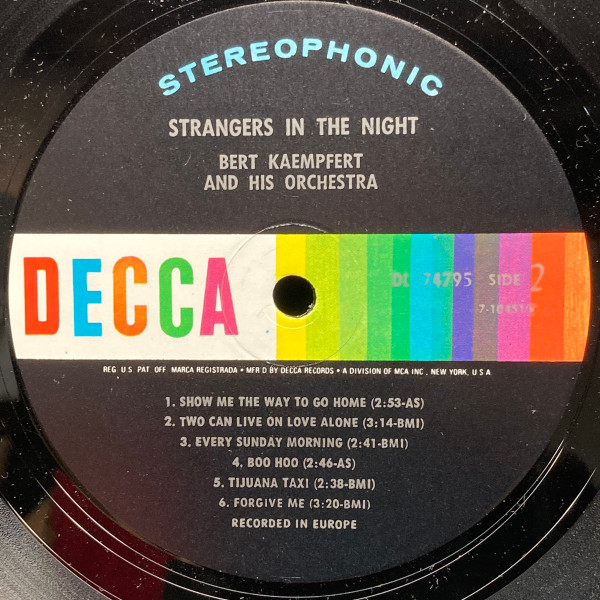 STEREOPHONIC
STRANGERS IN THE NIGHT
BERT KAEMPFERT
AND HIS ORCHESTRA
DECCA
DL 74795 SIDE 2
REG. U.S. PAT. OFF. MARCA REGISTRADA • MFR'D BY DECCA RECORDS • A DIVISION OF MCA INC., NEW YORK, U.S.A.
1. SHOW ME THE WAY TO GO HOME (2:53-AS)
2. TWO CAN LIVE ON LOVE ALONE (3:14-BMI)
3. EVERY SUNDAY MORNING (2:41-BMI)
4. BOO HOO (2:46-AS)
5. TIJUANA TAXI (2:38-BMI)
6. FORGIVE ME (3:20-BMI)
RECORDED IN EUROPE